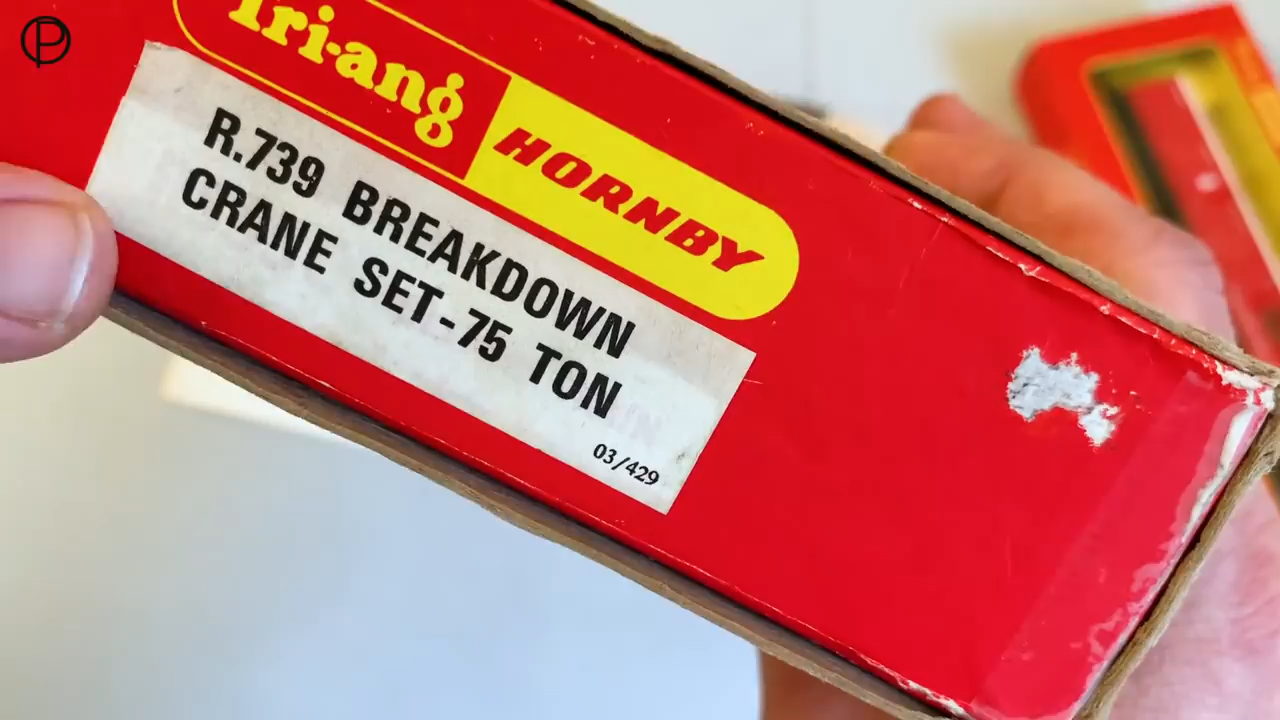 Tri-ang
HORNBY
R.739 BREAKDOWN
CRANE SET-75 TON
03/429